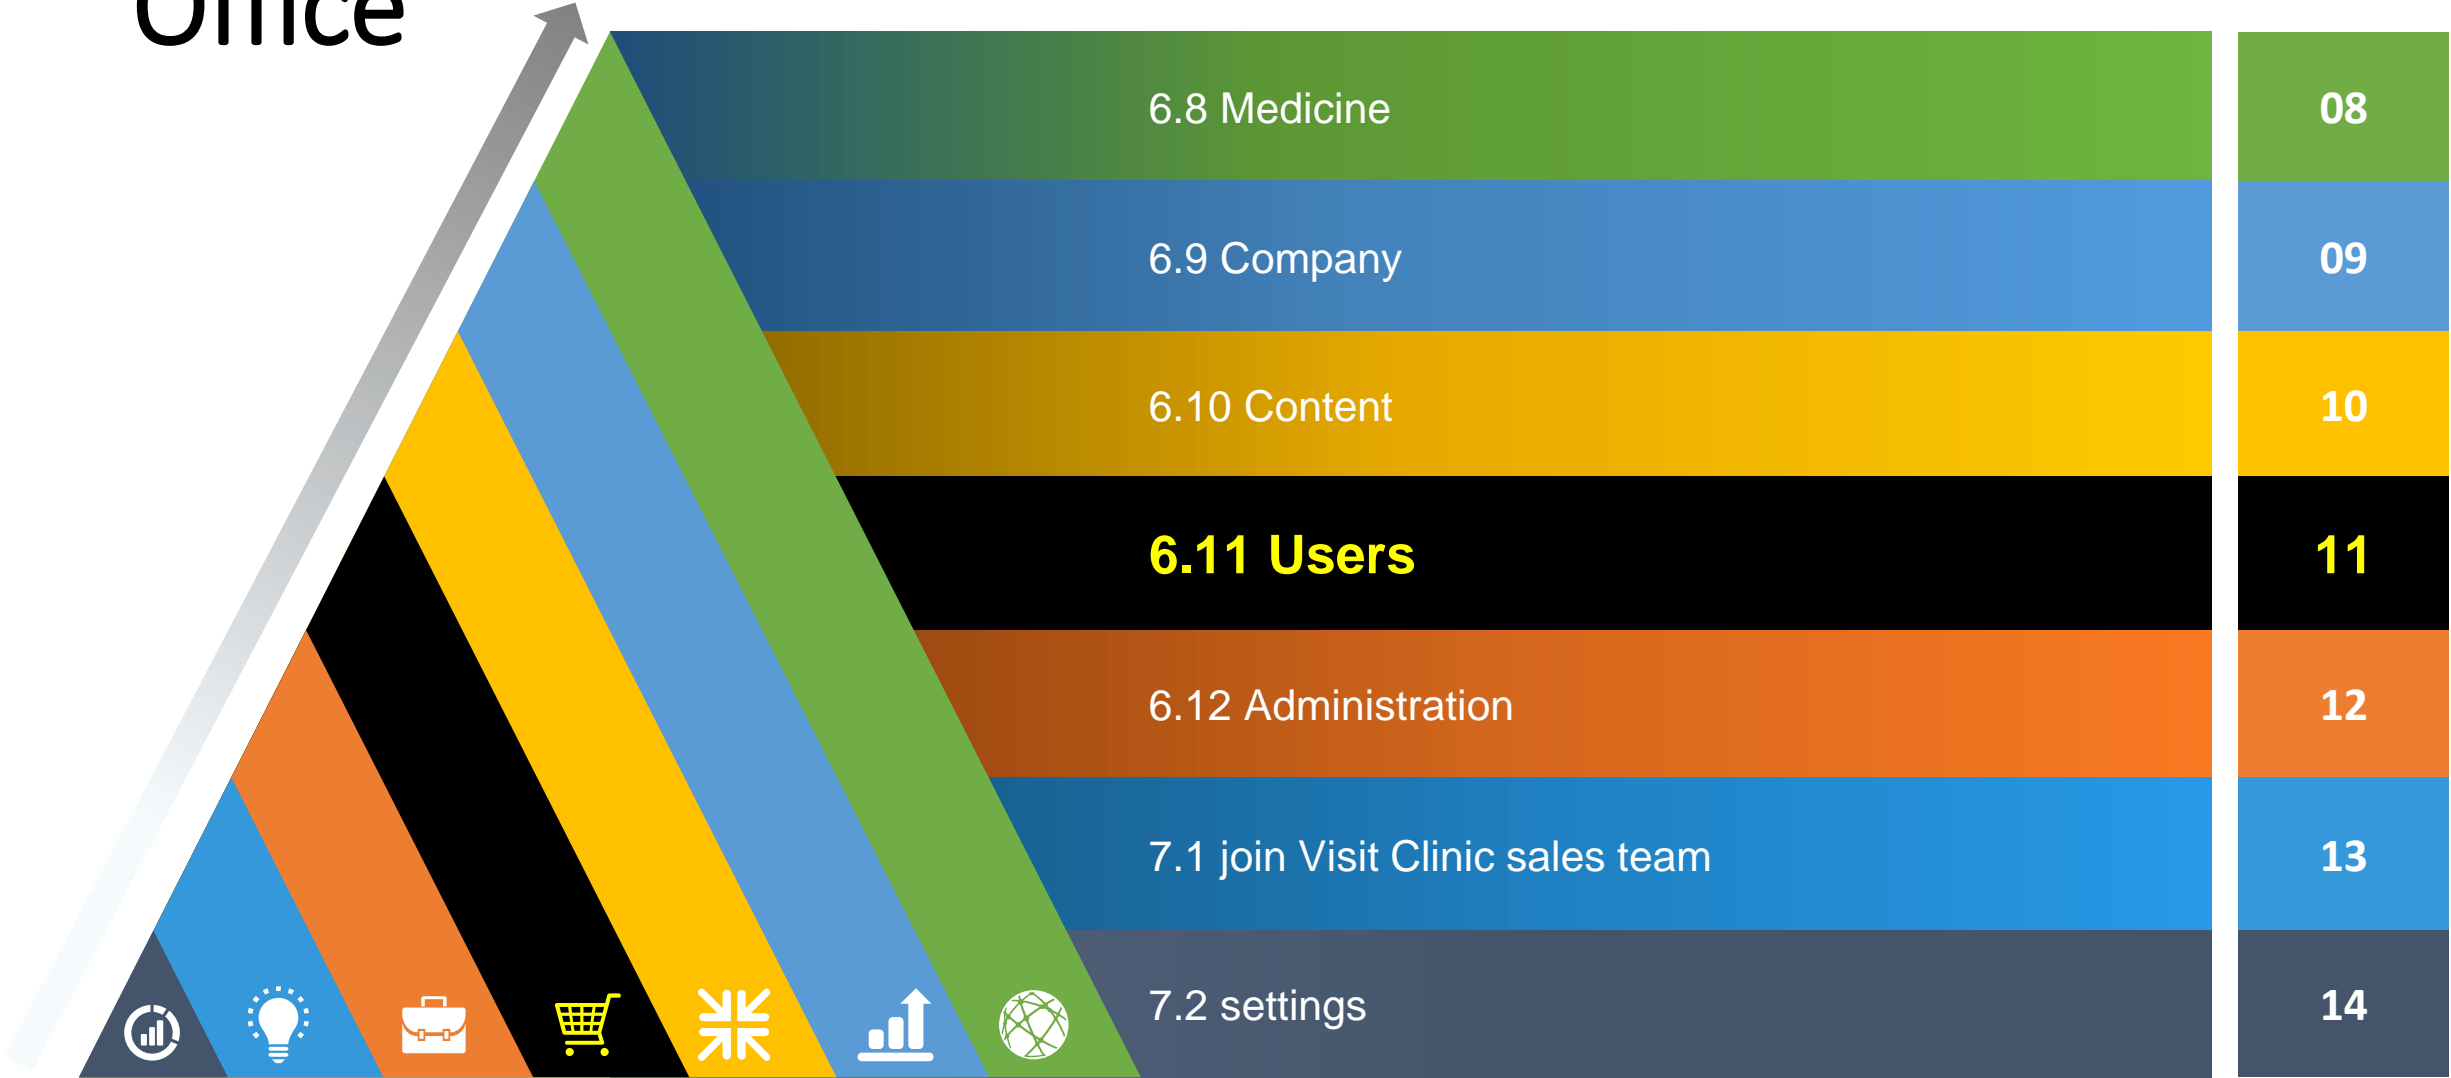 Office
6.8 Medicine 08
6.9 Company 09
6.10 Content 10
6.11 Users 11
6.12 Administration 12
7.1 join Visit Clinic sales team 13
7.2 settings 14